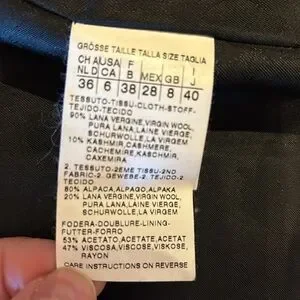 GRÖSSE TAILLE TALLA SIZE TAGLIA
CH A USA F I
NL D CA B MEX GB J
36 6 38 28 8 40
TESSUTO-TISSU-CLOTH-STOFF-
TEJIDO-TECIDO
90% LANA VERGINE,VIRGIN WOOL,
PURA LANA,LAINE VIERGE,
SCHURWOLLE,LA VIRGEM
10% KASHMIR,CASHMERE,
CACHEMIRE,KASCHMIR,
CAXEMIRA
2. TESSUTO-2EME TISSU-2ND
FABRIC-2. GEWEBE-2. TEJIDO-2.
TECIDO
80% ALPACA,ALPAGO,ALPAKA
20% LANA VERGINE,VIRGIN WOOL,
PURA LANA,LAINE VIERGE,
SCHURWOLLE,LA VIRGEM
FODERA-DOUBLURE-LINING-
FUTTER-FORRO
53% ACETATO,ACETATE,ACETAT
47% VISCOSA,VISCOSE,VISKOSE,
RAYON
CARE INSTRUCTIONS ON REVERSE